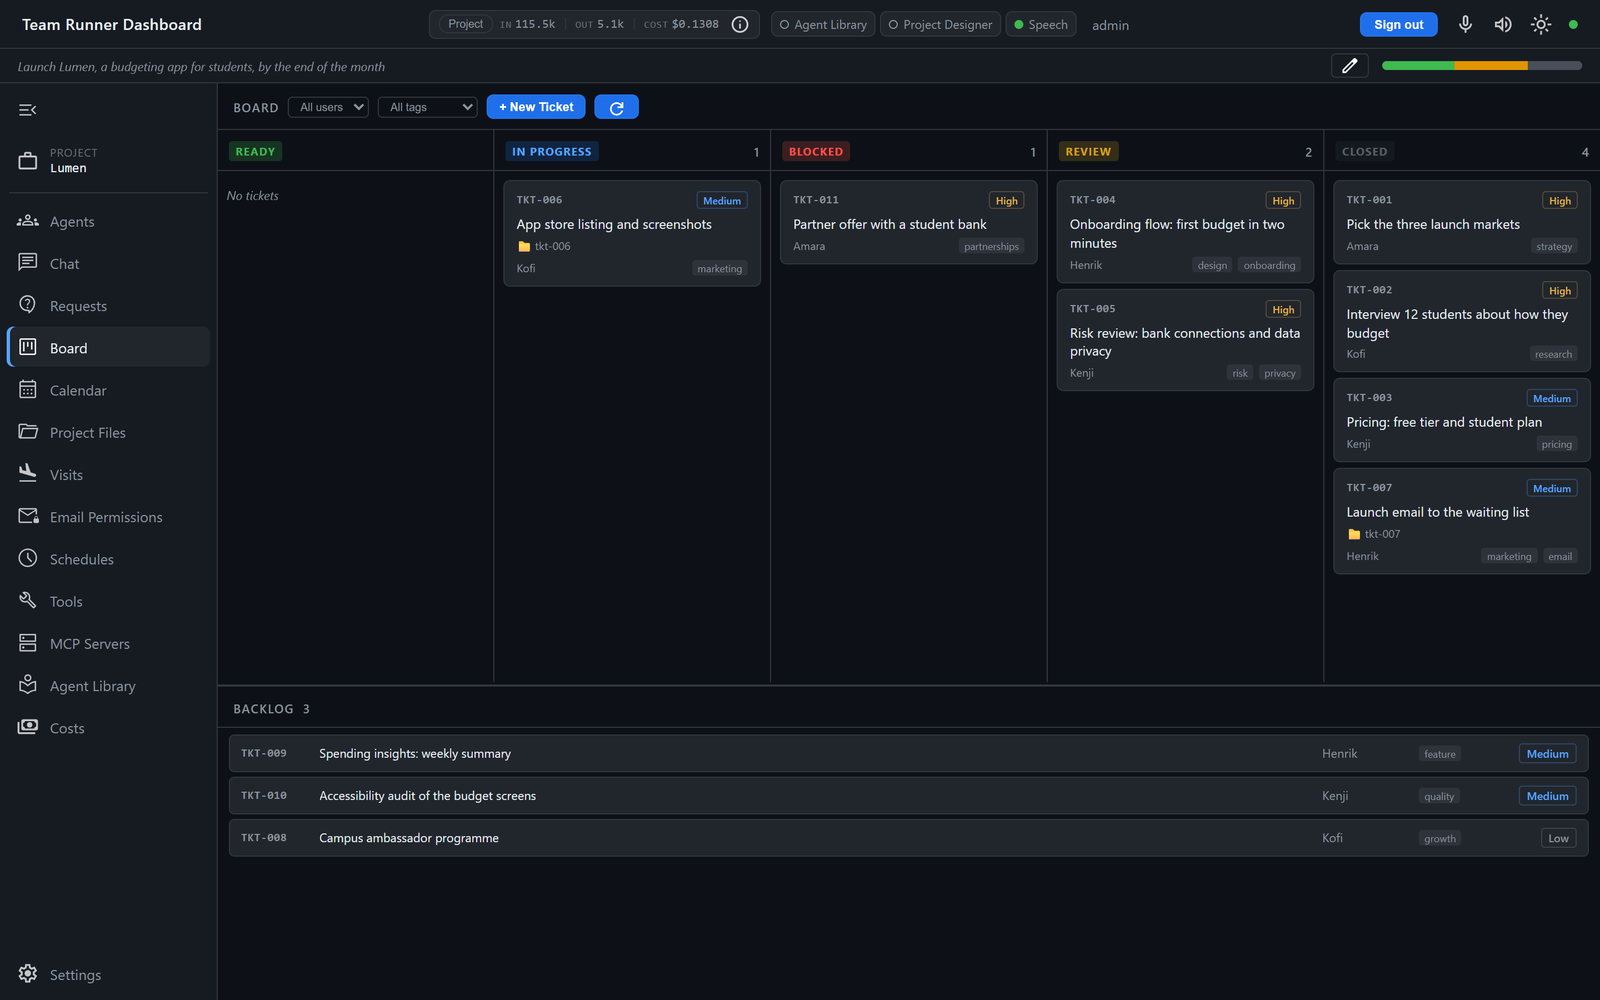 Team Runner Dashboard
Project IN 115.5k OUT 5.1k COST $0.1308
Agent Library
Project Designer
Speech
admin
Sign out
Launch Lumen, a budgeting app for students, by the end of the month
PROJECT
Lumen
Agents
Chat
Requests
Board
Calendar
Project Files
Visits
Email Permissions
Schedules
Tools
MCP Servers
Agent Library
Costs
Settings
BOARD All users All tags + New Ticket
READY
No tickets
IN PROGRESS 1
TKT-006 Medium
App store listing and screenshots
tkt-006
Kofi marketing
BLOCKED 1
TKT-011 High
Partner offer with a student bank
Amara partnerships
REVIEW 2
TKT-004 High
Onboarding flow: first budget in two
minutes
Henrik design onboarding
TKT-005 High
Risk review: bank connections and data
privacy
Kenji risk privacy
CLOSED 4
TKT-001 High
Pick the three launch markets
Amara strategy
TKT-002 High
Interview 12 students about how they
budget
Kofi research
TKT-003 Medium
Pricing: free tier and student plan
Kenji pricing
TKT-007 Medium
Launch email to the waiting list
tkt-007
Henrik marketing email
BACKLOG 3
TKT-009 Spending insights: weekly summary Henrik feature Medium
TKT-010 Accessibility audit of the budget screens Kenji quality Medium
TKT-008 Campus ambassador programme Kofi growth Low